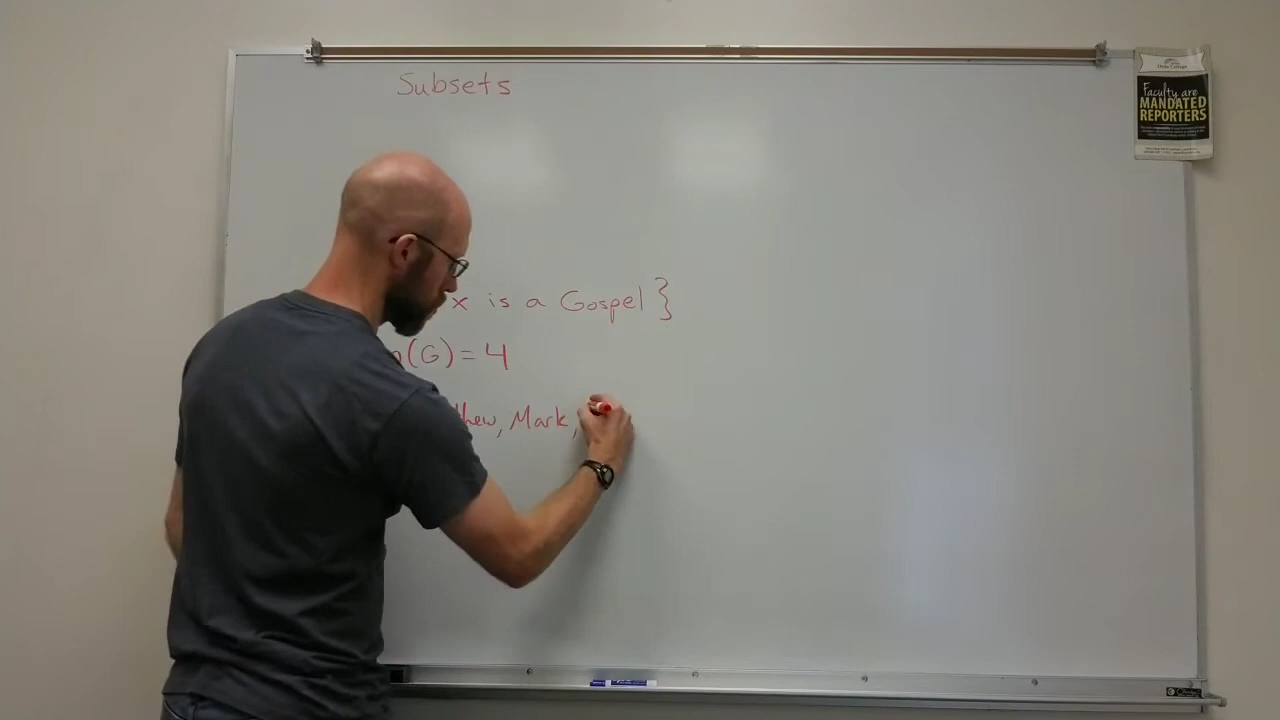 Subsets
x is a Gospel }
n(G) = 4
thew, Mark,
Faculty are
MANDATED
REPORTERS